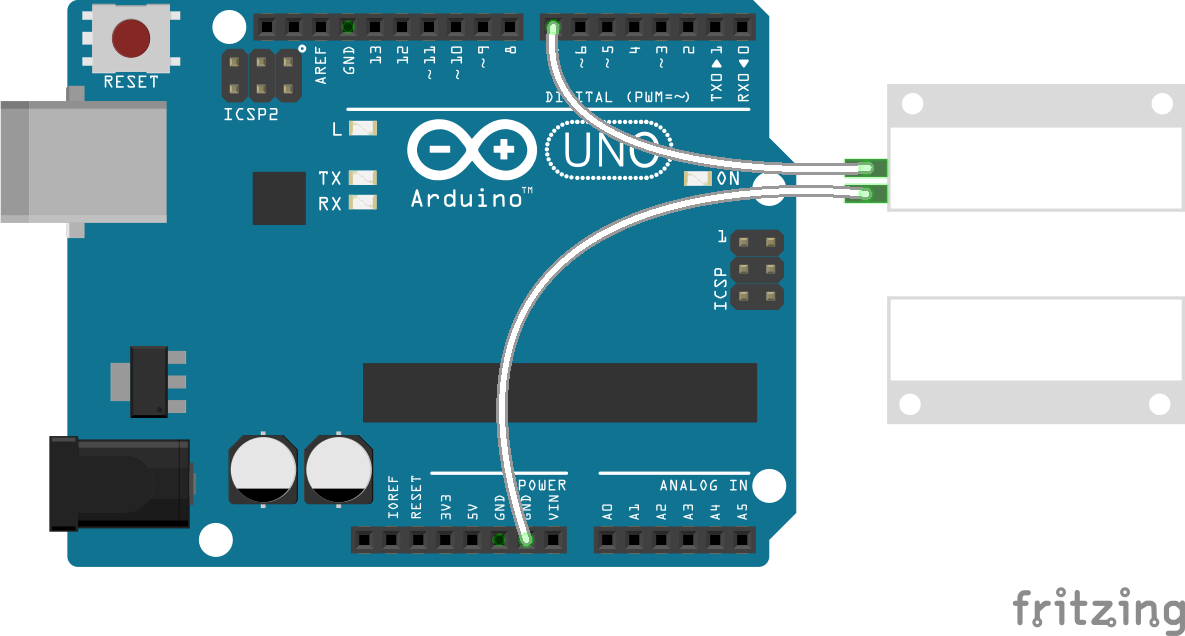 RESET
ICSP2
AREF
GND
13
12
~11
~10
~9
8
~6
~5
4
~3
2
TX0▶1
RX0◀0
DIGITAL (PWM=~)
L
TX
RX
UNO
Arduino™
ON
1
ICSP
POWER
ANALOG IN
IOREF
RESET
3V3
5V
GND
GND
VIN
A0
A1
A2
A3
A4
A5
fritzing